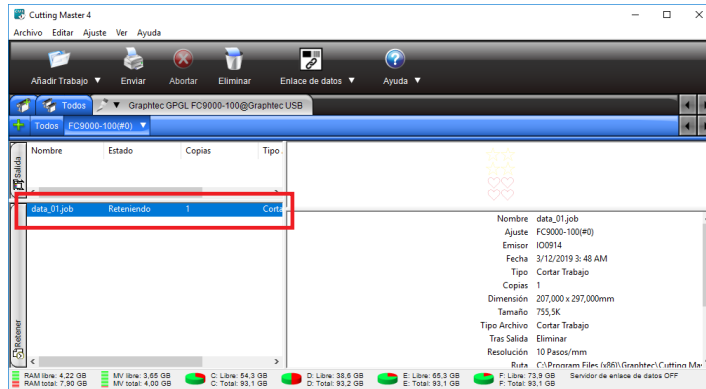 Cutting Master 4
Archivo Editar Ajuste Ver Ayuda
Añadir Trabajo Enviar Abortar Eliminar Enlace de datos Ayuda
Todos Graphtec GPGL FC9000-100@Graphtec USB
Todos FC9000-100(#0)
Salida
Nombre Estado Copias Tipo
Retener
data_01.job Reteniendo 1 Corta
Nombre data_01.job
Ajuste FC9000-100(#0)
Emisor IO0914
Fecha 3/12/2019 3: 48 AM
Tipo Cortar Trabajo
Copias 1
Dimensión 207,000 x 297,000mm
Tamaño 755,5K
Tipo Archivo Cortar Trabajo
Tras Salida Eliminar
Resolución 10 Pasos/mm
Ruta C:\Program Files (x86)\Graphtec\Cutting Mas
RAM libre: 4,22 GB MV libre: 3,65 GB C: Libre: 54,3 GB D: Libre: 38,6 GB E: Libre: 65,3 GB F: Libre: 73,9 GB Servidor de enlace de datos OFF
RAM total: 7,90 GB MV total: 4,00 GB C: Total: 93,1 GB D: Total: 93,2 GB E: Total: 93,1 GB F: Total: 93,1 GB